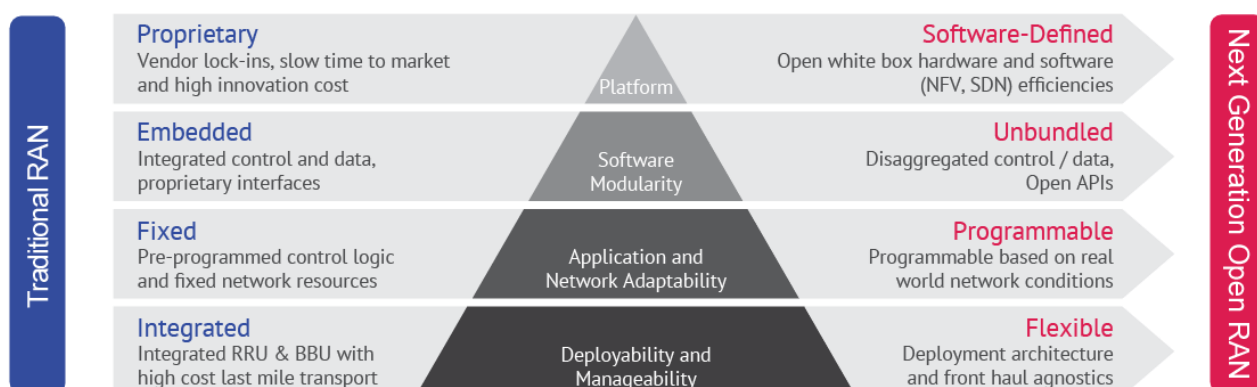 Traditional RAN
Proprietary
Vendor lock-ins, slow time to market
and high innovation cost
Platform
Software-Defined
Open white box hardware and software
(NFV, SDN) efficiencies
Embedded
Integrated control and data,
proprietary interfaces
Software
Modularity
Unbundled
Disaggregated control / data,
Open APIs
Fixed
Pre-programmed control logic
and fixed network resources
Application and
Network Adaptability
Programmable
Programmable based on real
world network conditions
Integrated
Integrated RRU & BBU with
high cost last mile transport
Deployability and
Manageability
Flexible
Deployment architecture
and front haul agnostics
Next Generation Open RAN